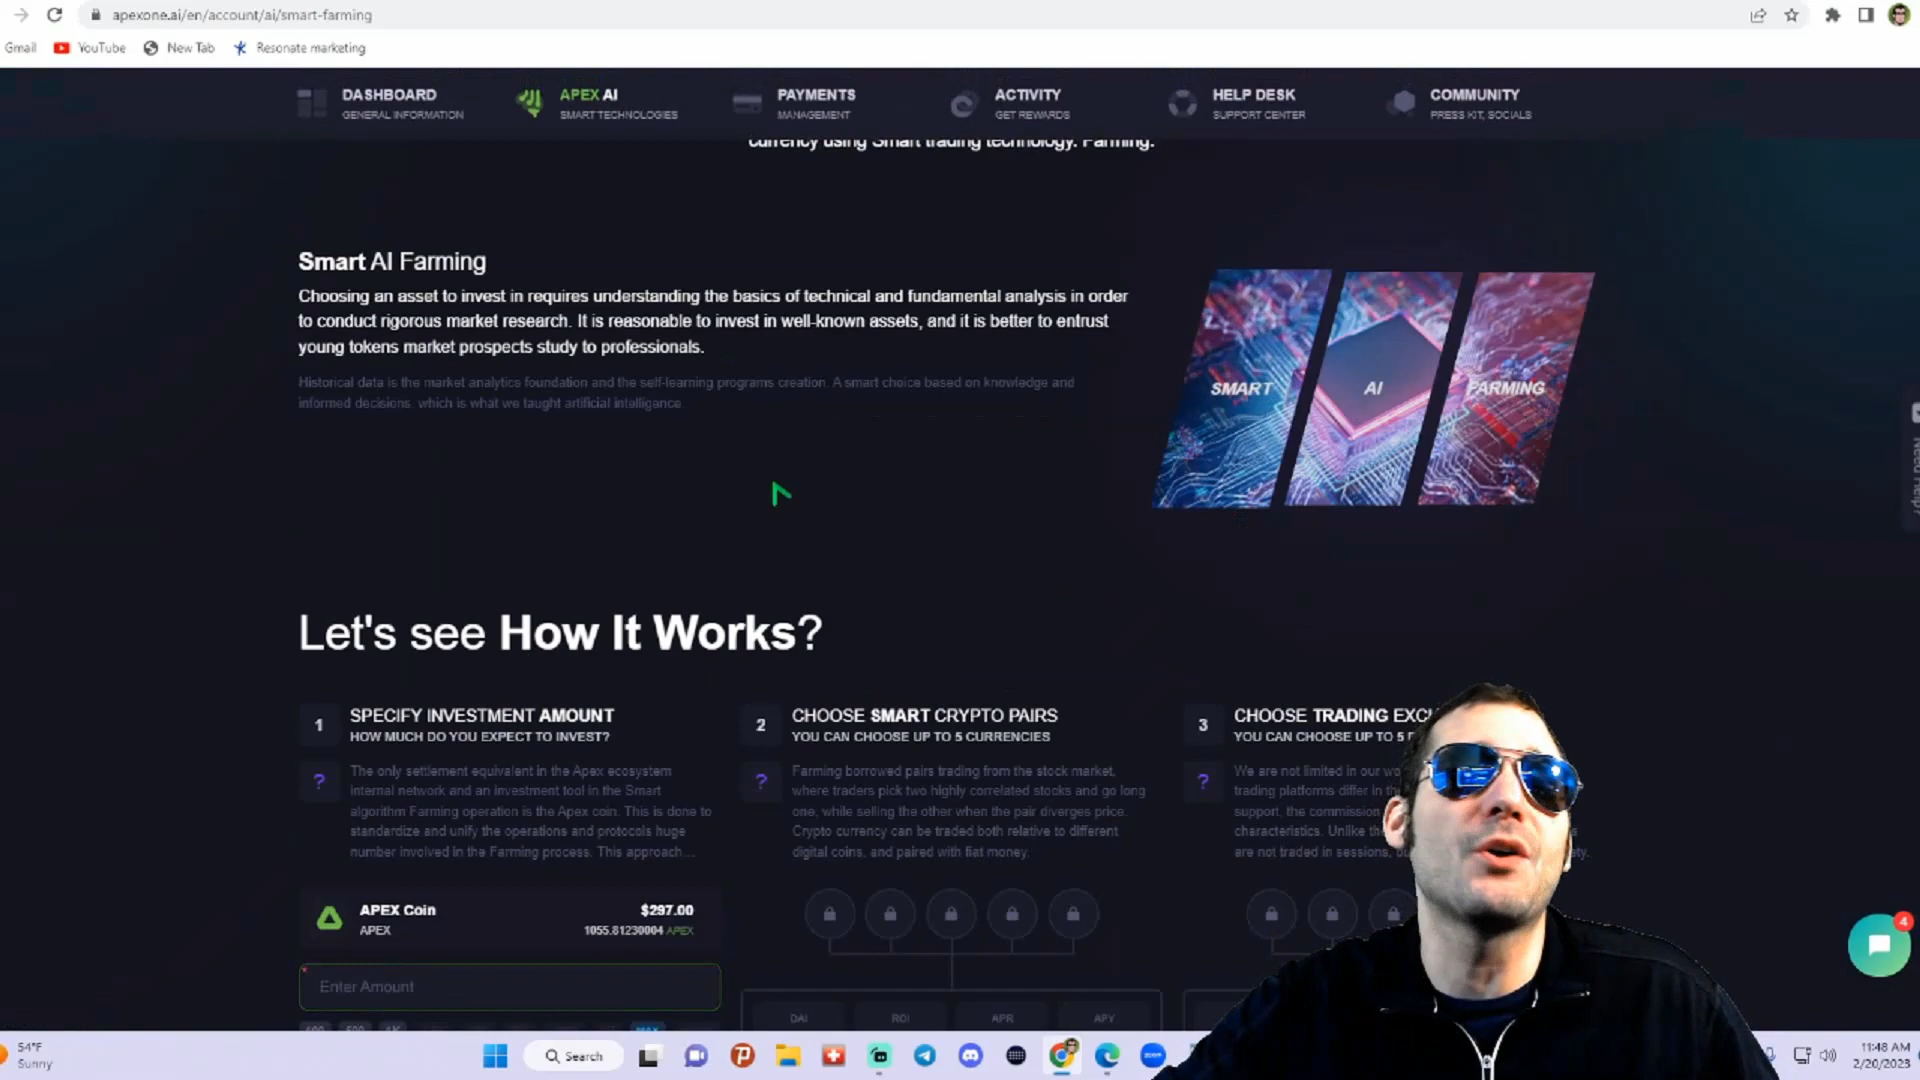 apexone.ai/en/account/ai/smart-farming
Gmail YouTube New Tab Resonate marketing
DASHBOARD
GENERAL INFORMATION
APEX AI
SMART TECHNOLOGIES
PAYMENTS
MANAGEMENT
ACTIVITY
GET REWARDS
HELP DESK
SUPPORT CENTER
COMMUNITY
PRESS KIT, SOCIALS
currency using Smart trading technology. Farming.
Smart AI Farming
Choosing an asset to invest in requires understanding the basics of technical and fundamental analysis in order
to conduct rigorous market research. It is reasonable to invest in well-known assets, and it is better to entrust
young tokens market prospects study to professionals.
Historical data is the market analytics foundation and the self-learning programs creation. A smart choice based on knowledge and
informed decisions, which is what we taught artificial intelligence.
SMART AI FARMING
Need Help?
Let's see How It Works?
1
SPECIFY INVESTMENT AMOUNT
HOW MUCH DO YOU EXPECT TO INVEST?
?
The only settlement equivalent in the Apex ecosystem
internal network and an investment tool in the Smart
algorithm Farming operation is the Apex coin. This is done to
standardize and unify the operations and protocols huge
number involved in the Farming process. This approach...
APEX Coin
APEX
$297.00
1055.81230004 APEX
* Enter Amount
MAX
2
CHOOSE SMART CRYPTO PAIRS
YOU CAN CHOOSE UP TO 5 CURRENCIES
?
Farming borrowed pairs trading from the stock market,
where traders pick two highly correlated stocks and go long
one, while selling the other when the pair diverges price.
Crypto currency can be traded both relative to different
digital coins, and paired with fiat money.
DAI ROI APR APY
3
CHOOSE TRADING EXC
YOU CAN CHOOSE UP TO 5
?
We are not limited in our wo
trading platforms differ in the
support, the commission
characteristics. Unlike
are not traded in sessions,
4
54°F
Sunny
Search
zoom
11:48 AM
2/20/2023